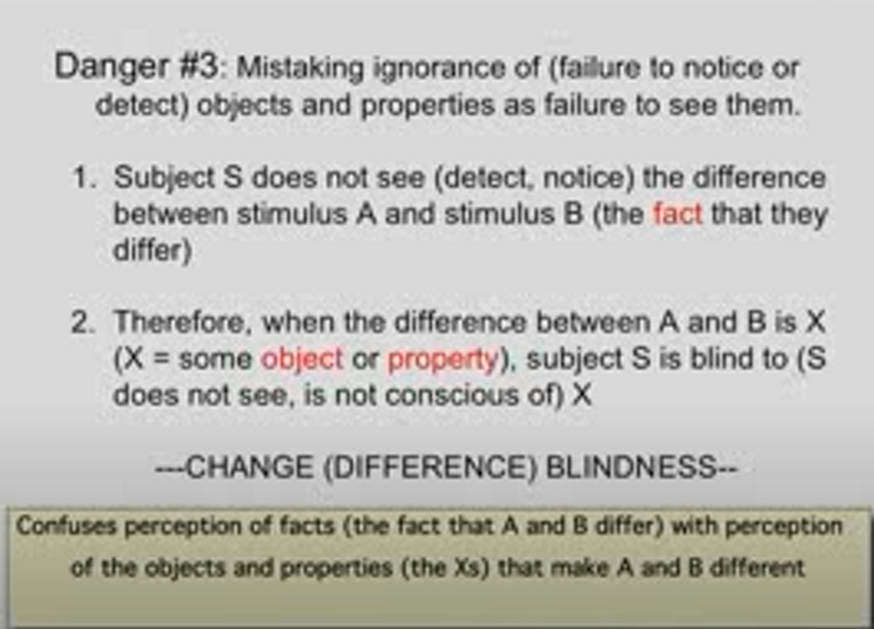 Danger #3: Mistaking ignorance of (failure to notice or
detect) objects and properties as failure to see them.
1. Subject S does not see (detect, notice) the difference
between stimulus A and stimulus B (the fact that they
differ)
2. Therefore, when the difference between A and B is X
(X = some object or property), subject S is blind to (S
does not see, is not conscious of) X
---CHANGE (DIFFERENCE) BLINDNESS--
Confuses perception of facts (the fact that A and B differ) with perception
of the objects and properties (the Xs) that make A and B different